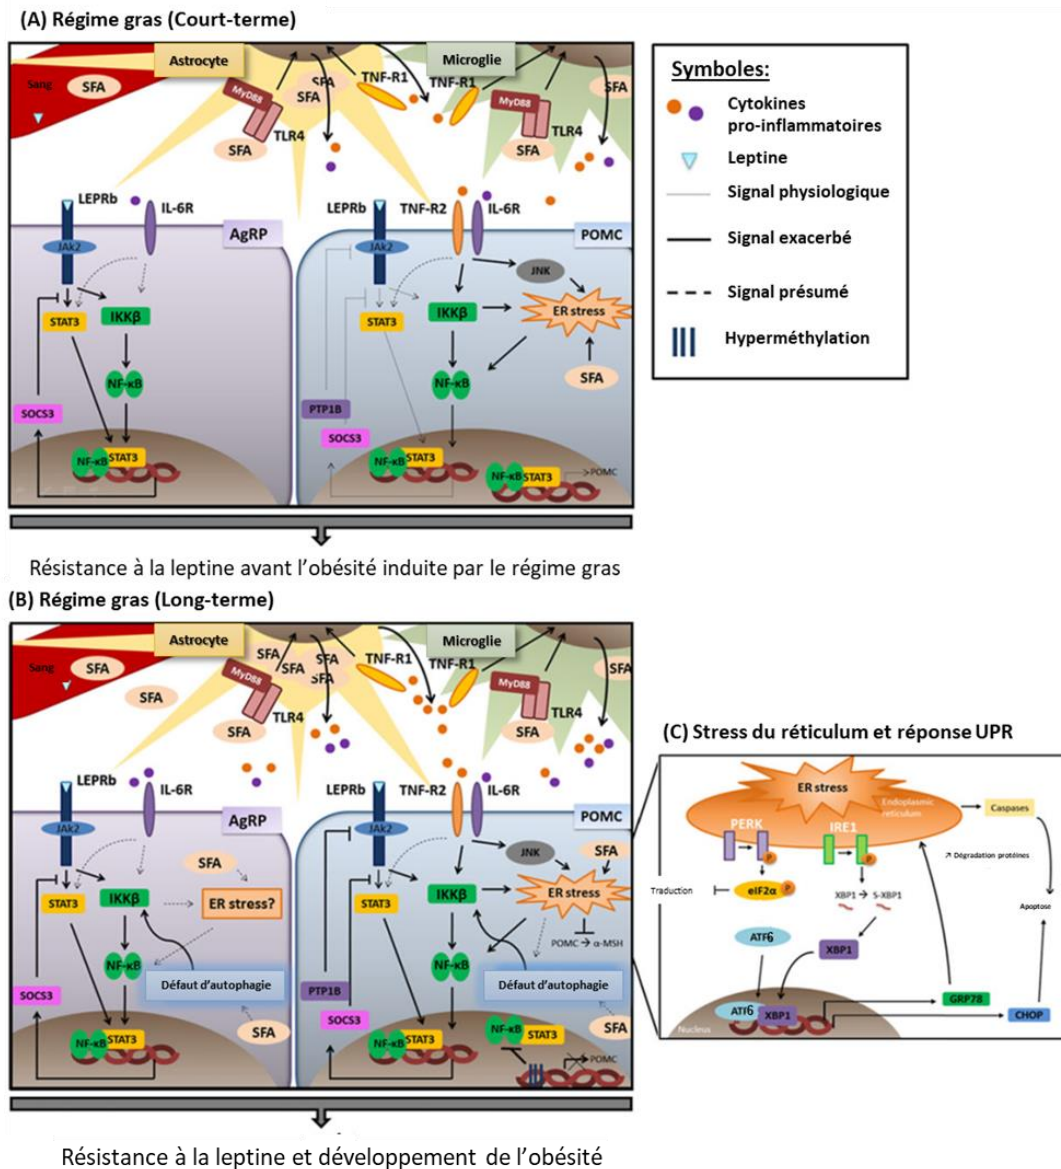 (A) Régime gras (Court-terme)
Astrocyte
Microglie
Sang
SFA
SFA
SFA
TNF-R1
TNF-R1
SFA
MyD88
TLR4
SFA
MyD88
TLR4
SFA
LEPRb
IL-6R
LEPRb
TNF-R2
IL-6R
AgRP
POMC
JAk2
JAk2
JNK
STAT3
IKKβ
STAT3
IKKβ
ER stress
NF-κB
NF-κB
SFA
SOCS3
PTP1B
SOCS3
NF-κB
STAT3
NF-κB
STAT3
NF-κB
STAT3
POMC
Symboles:
Cytokines
pro-inflammatoires
Leptine
Signal physiologique
Signal exacerbé
Signal présumé
Hyperméthylation
Résistance à la leptine avant l’obésité induite par le régime gras
(B) Régime gras (Long-terme)
Astrocyte
Microglie
Sang
SFA
SFA
SFA
SFA
SFA
SFA
TNF-R1
TNF-R1
SFA
MyD88
TLR4
SFA
MyD88
TLR4
SFA
LEPRb
IL-6R
LEPRb
TNF-R2
IL-6R
AgRP
POMC
JAk2
JAk2
JNK
SFA
SFA
STAT3
IKKβ
ER stress?
STAT3
IKKβ
ER stress
POMC → α-MSH
NF-κB
NF-κB
Défaut d’autophagie
Défaut d’autophagie
SOCS3
PTP1B
SOCS3
SFA
SFA
NF-κB
STAT3
NF-κB
STAT3
NF-κB
STAT3
POMC
Résistance à la leptine et développement de l’obésité
(C) Stress du réticulum et réponse UPR
ER stress
Endoplasmic
reticulum
Caspases
PERK
IRE1
P
P
↗ Dégradation protéines
Traduction
eIF2α
P
XBP1 → S-XBP1
Apoptose
ATF6
XBP1
ATF6
XBP1
GRP78
CHOP
Nucleus